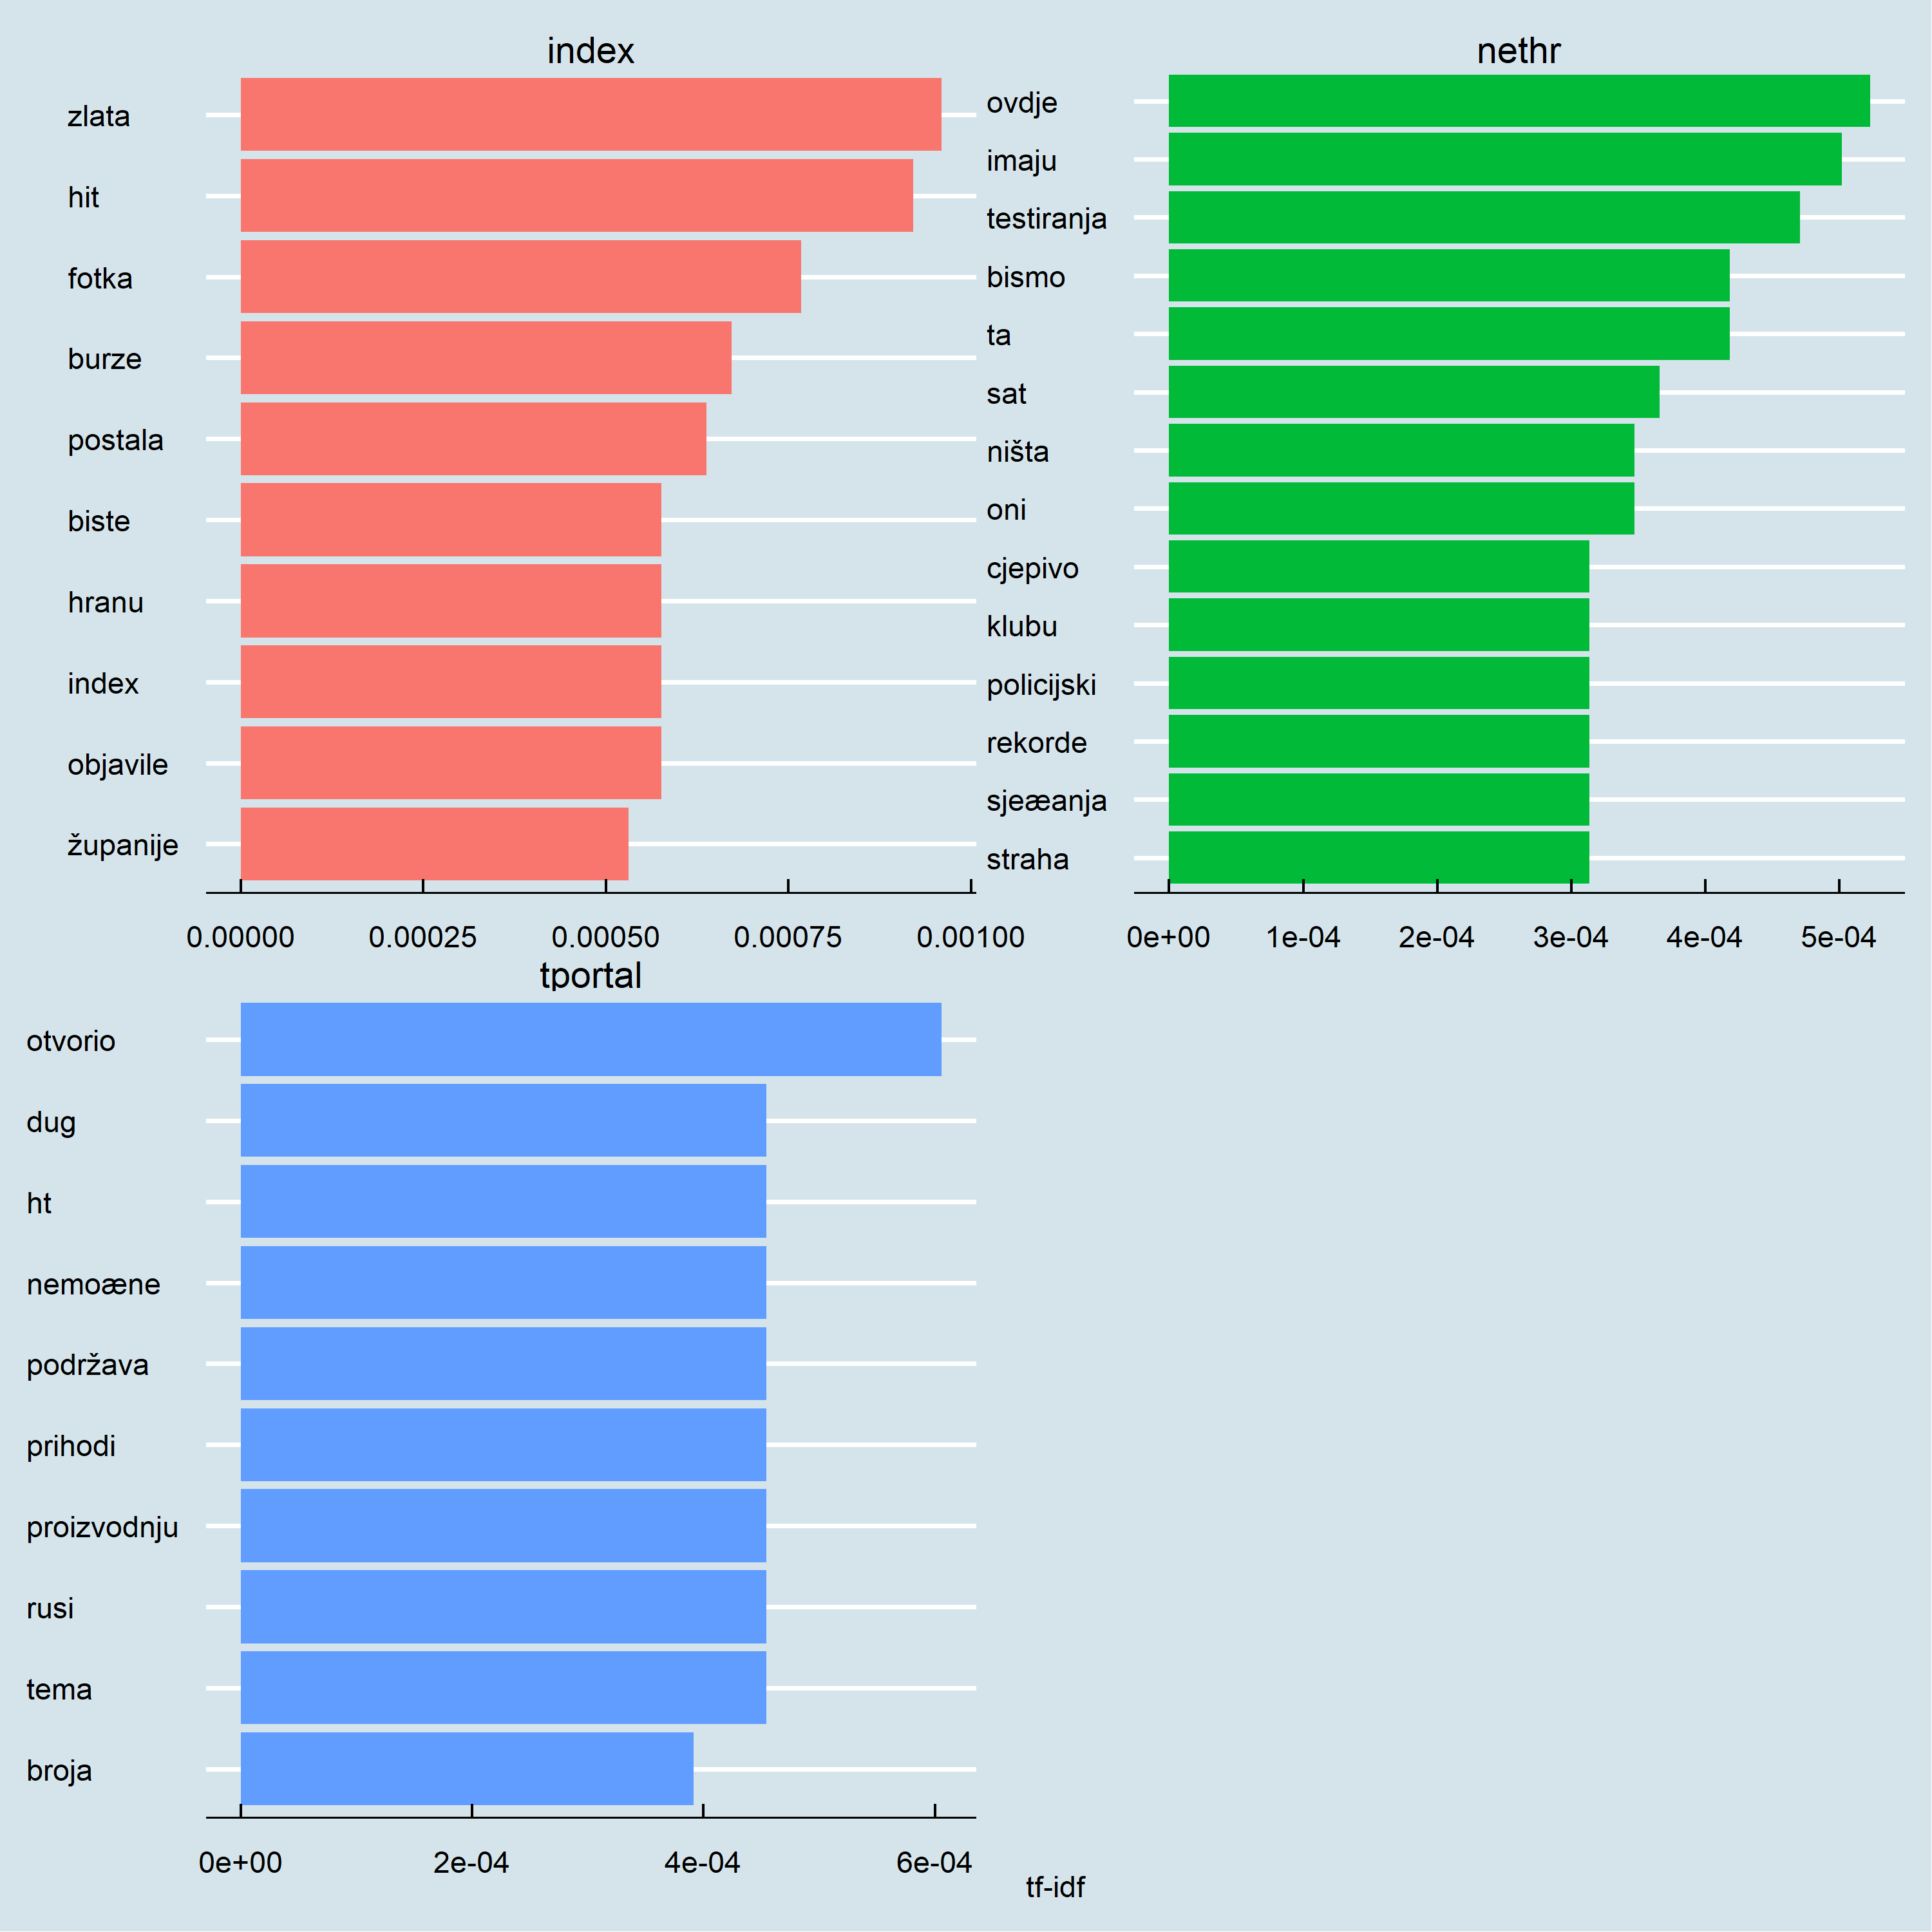 index
zlata
hit
fotka
burze
postala
biste
hranu
index
objavile
županije
0.00000 0.00025 0.00050 0.00075 0.00100
nethr
ovdje
imaju
testiranja
bismo
ta
sat
ništa
oni
cjepivo
klubu
policijski
rekorde
sjeæanja
straha
0e+00 1e-04 2e-04 3e-04 4e-04 5e-04
tportal
otvorio
dug
ht
nemoæne
podržava
prihodi
proizvodnju
rusi
tema
broja
0e+00 2e-04 4e-04 6e-04
tf-idf